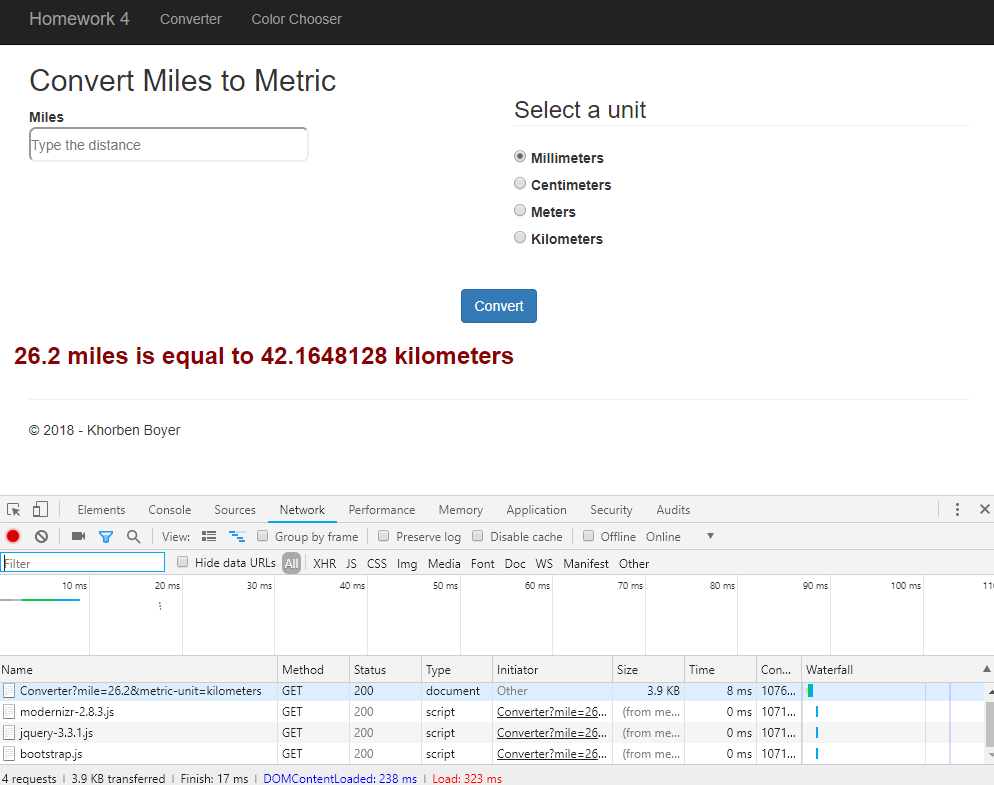 Homework 4 Converter Color Chooser
Convert Miles to Metric
Miles
Type the distance
Select a unit
Millimeters
Centimeters
Meters
Kilometers
Convert
26.2 miles is equal to 42.1648128 kilometers
© 2018 - Khorben Boyer
Elements Console Sources Network Performance Memory Application Security Audits
View: Group by frame Preserve log Disable cache Offline Online
Filter Hide data URLs All XHR JS CSS Img Media Font Doc WS Manifest Other
10 ms 20 ms 30 ms 40 ms 50 ms 60 ms 70 ms 80 ms 90 ms 100 ms 11
Name Method Status Type Initiator Size Time Con... Waterfall
Converter?mile=26.2&metric-unit=kilometers GET 200 document Other 3.9 KB 8 ms 1076...
modernizr-2.8.3.js GET 200 script Converter?mile=26... (from me... 0 ms 1071...
jquery-3.3.1.js GET 200 script Converter?mile=26... (from me... 0 ms 1071...
bootstrap.js GET 200 script Converter?mile=26... (from me... 0 ms 1071...
4 requests | 3.9 KB transferred | Finish: 17 ms | DOMContentLoaded: 238 ms | Load: 323 ms